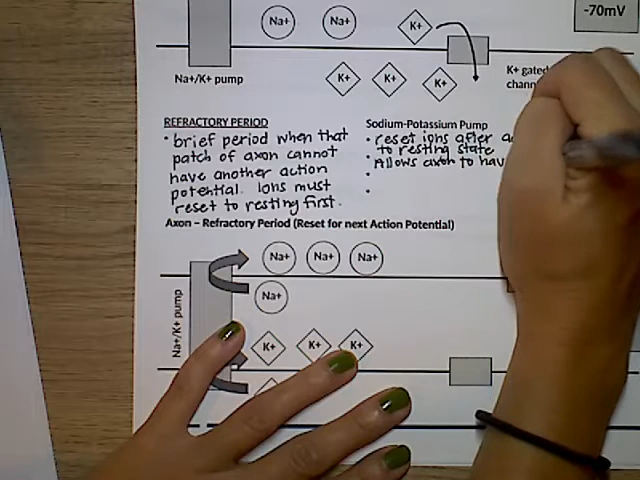 -70mV
Na+ Na+ K+
Na+/K+ pump
K+ K+ K+
K+ gated
REFRACTORY PERIOD
• brief period when that
patch of axon cannot
have another action
potential. Ions must
reset to resting first.
Sodium-Potassium Pump
• reset ions after
to resting state
• Allows axon to
Axon – Refractory Period (Reset for next Action Potential)
Na+ Na+ Na+
Na+
Na+/K+ pump
K+ K+ K+